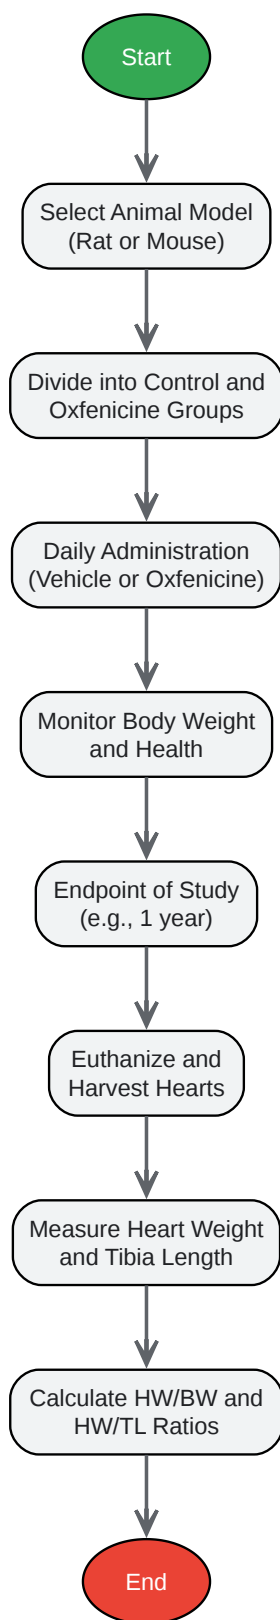 Start
Select Animal Model
(Rat or Mouse)
Divide into Control and
Oxfenicine Groups
Daily Administration
(Vehicle or Oxfenicine)
Monitor Body Weight
and Health
Endpoint of Study
(e.g., 1 year)
Euthanize and
Harvest Hearts
Measure Heart Weight
and Tibia Length
Calculate HW/BW and
HW/TL Ratios
End